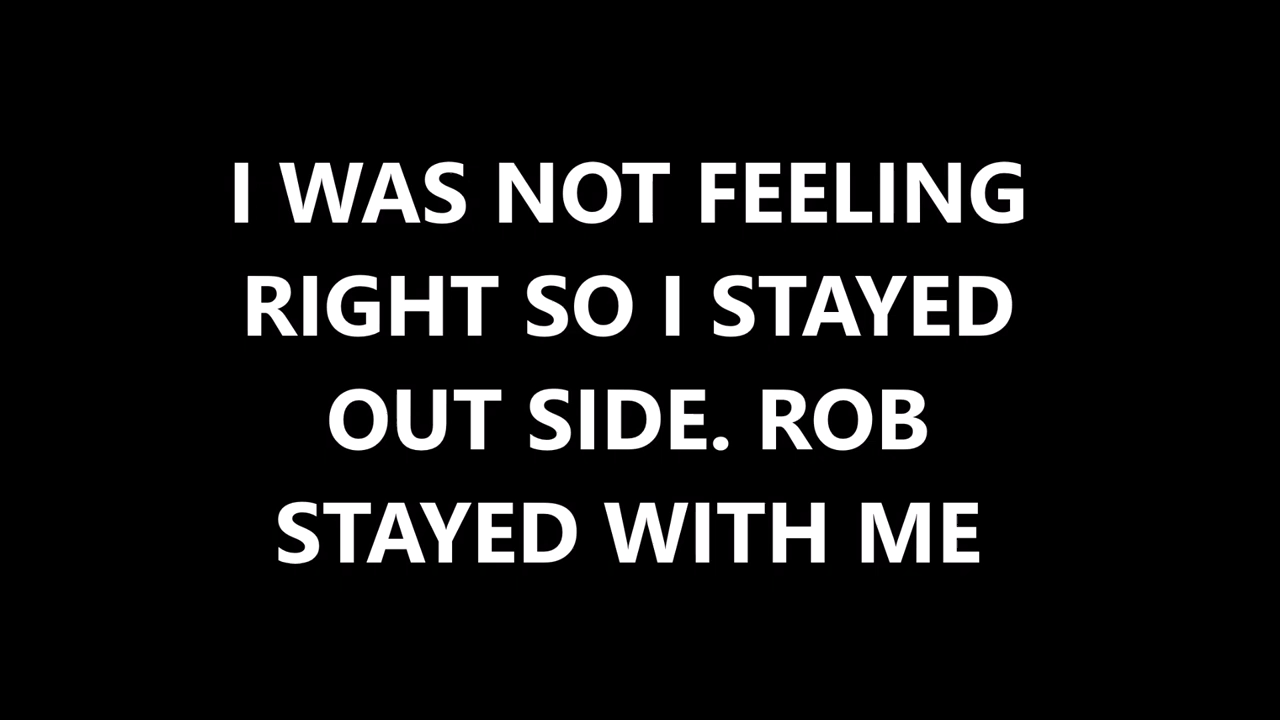 I WAS NOT FEELING
RIGHT SO I STAYED
OUT SIDE. ROB
STAYED WITH ME